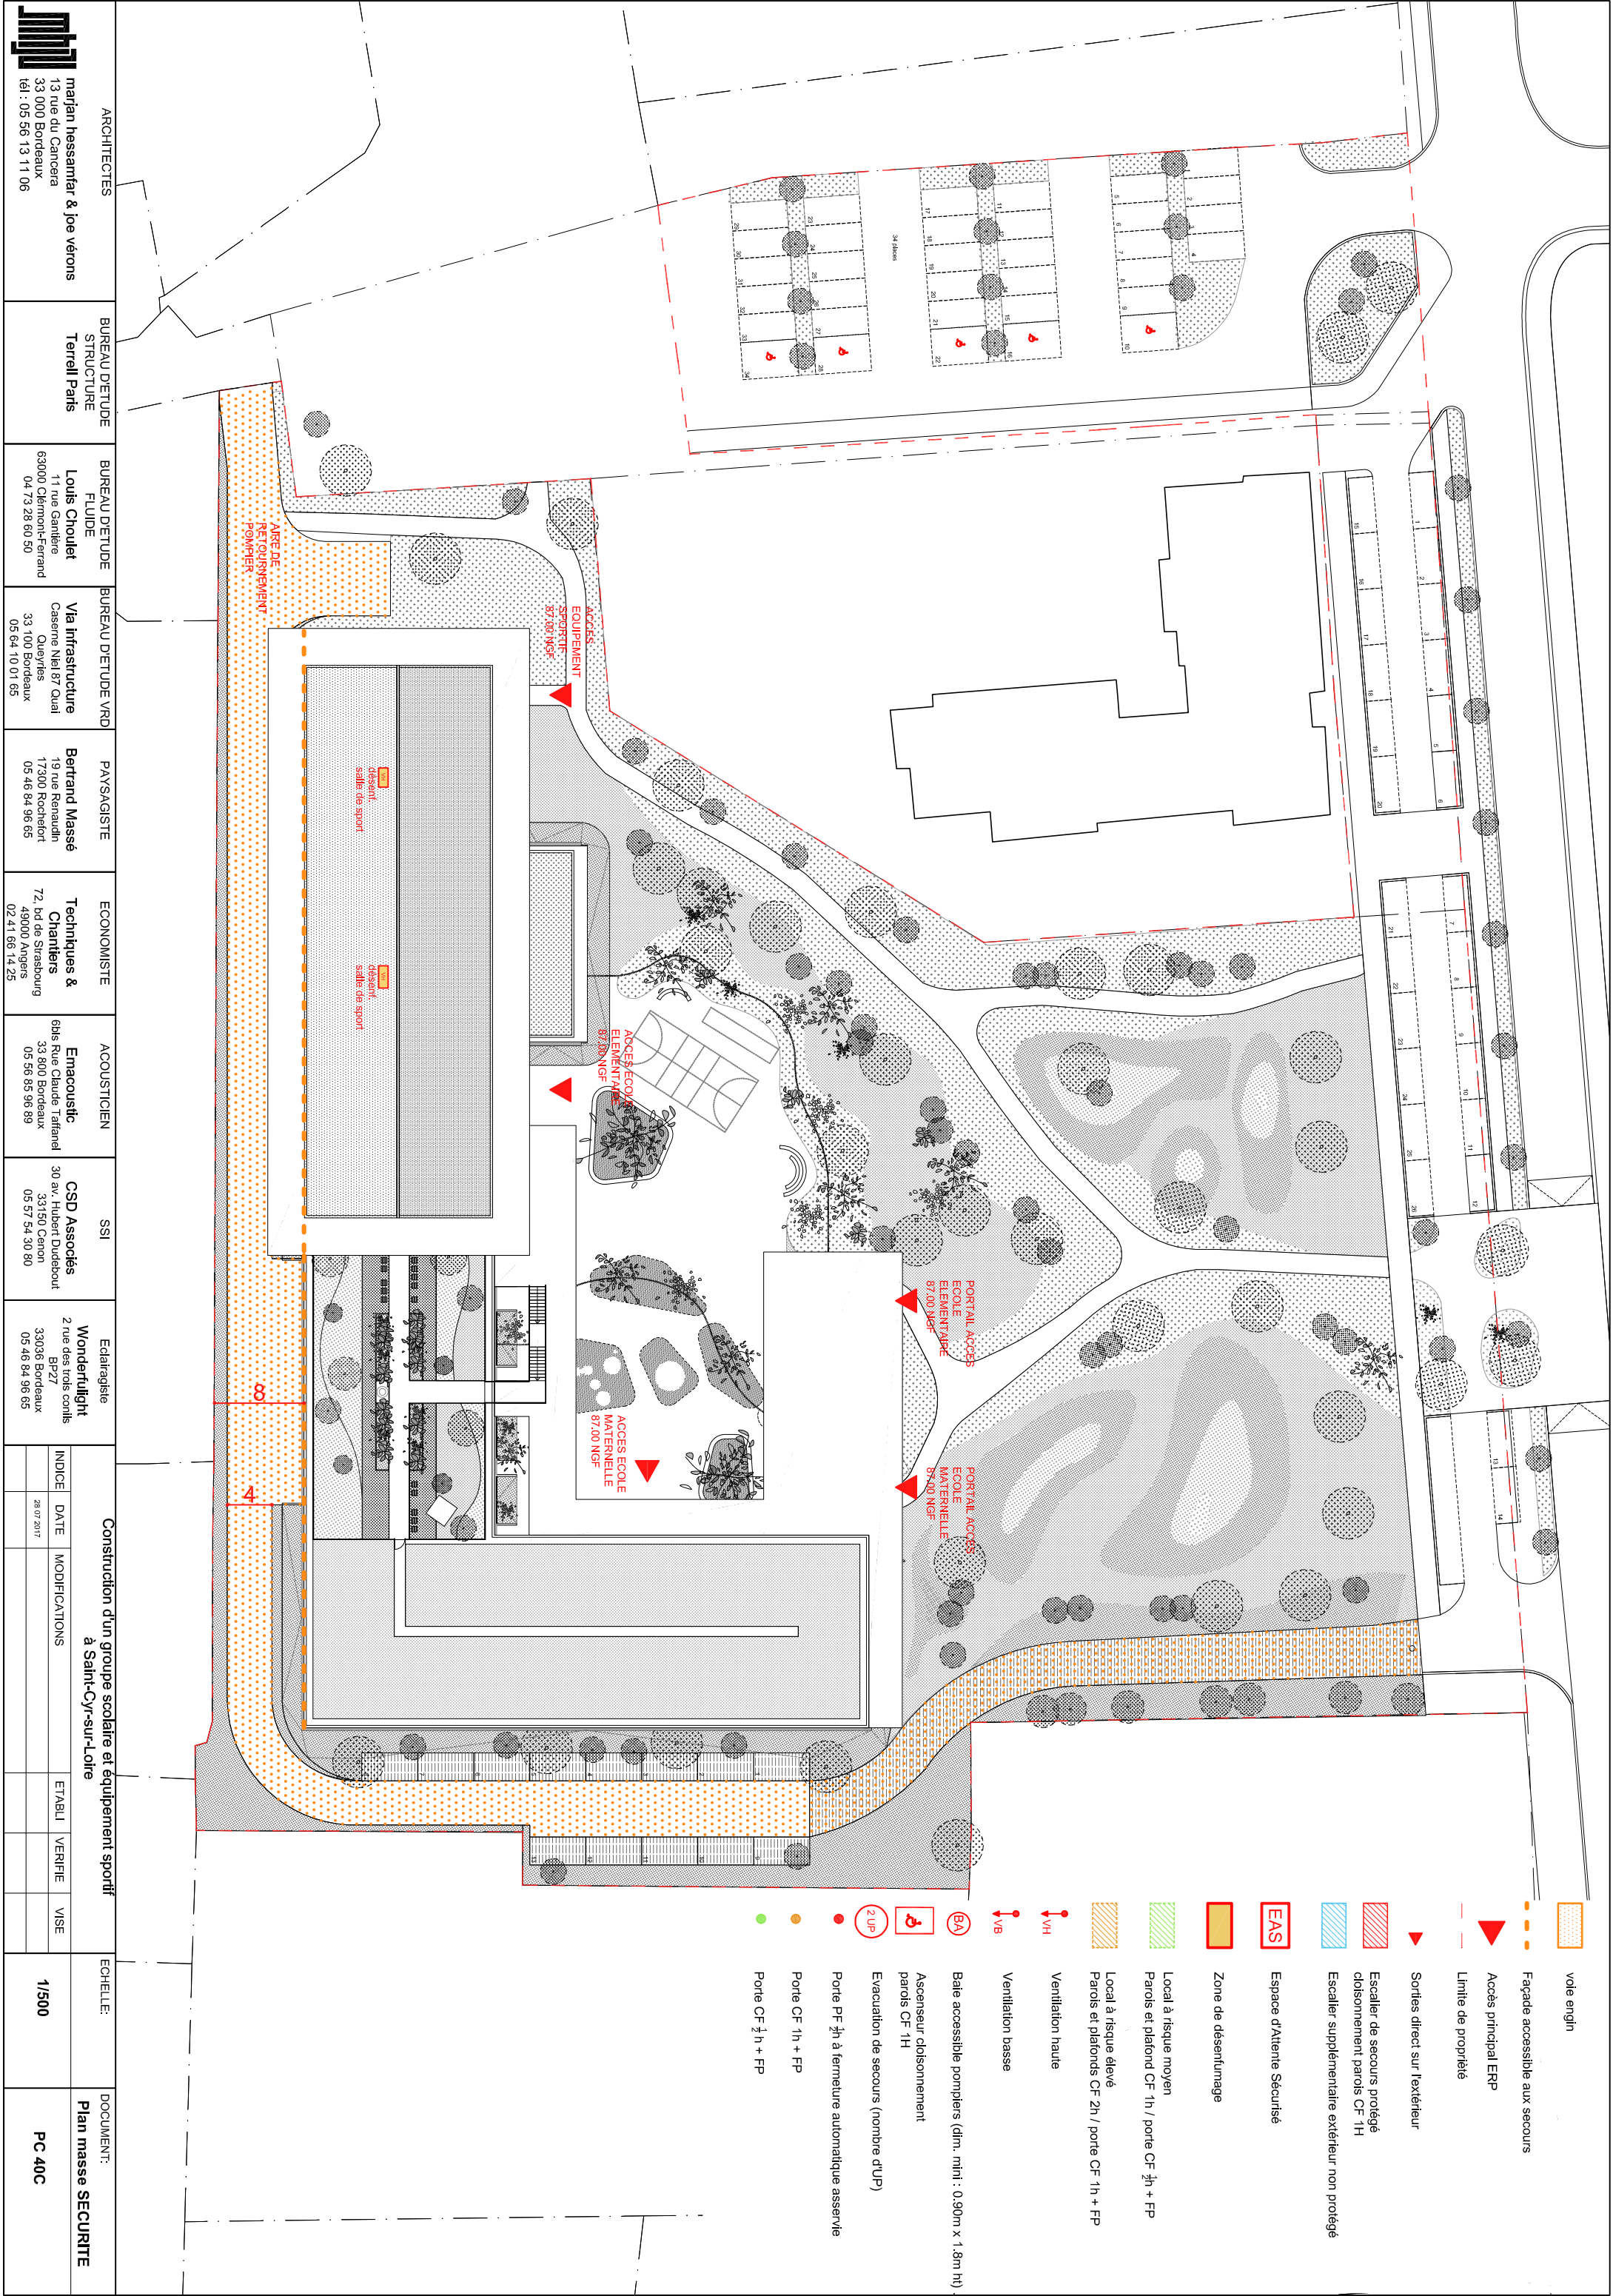 ARCHITECTES
marjan hessamfar & joe vérons
13 rue du Cancera
33 000 Bordeaux
tél : 05 56 13 11 06
BUREAU D'ETUDE
STRUCTURE
Terrell Paris
BUREAU D'ETUDE
FLUIDE
Louis Choulet
11 rue Gantière
63000 Clérmont-Ferrand
04 73 28 60 50
BUREAU D'ETUDE VRD
Via infrastructure
Caserne Niel 87 Quai
Queyries
33 100 Bordeaux
05 64 10 01 65
PAYSAGISTE
Bertrand Massé
19 rue Renaudin
17300 Rochefort
05 46 84 96 65
ECONOMISTE
Techniques &
Chantiers
72, bd de Strasbourg
49000 Angers
02 41 66 14 25
ACOUSTICIEN
Emacoustic
6bis Rue Claude Taffanel
33 800 Bordeaux
05 56 85 96 89
SSI
CSD Associés
30 av. Hubert Dudebout
33150 Cenon
05 57 54 30 80
Eclairagiste
Wonderfulight
2 rue des trois conils
BP27
33036 Bordeaux
05 46 84 96 65
Construction d'un groupe scolaire et équipement sportif
à Saint-Cyr-sur-Loire
INDICE
DATE
MODIFICATIONS
ETABLI
VERIFIE
VISE
28 07 2017
ECHELLE:
1/500
DOCUMENT:
Plan masse SECURITE
PC 40C
voie engin
Façade accessible aux secours
Accès principal ERP
Limite de propriété
Sorties direct sur l'extérieur
Escalier de secours protégé
cloisonnement parois CF 1H
Escalier supplémentaire extérieur non protégé
EAS
Espace d'Attente Sécurisé
Zone de désenfumage
Local à risque moyen
Parois et plafond CF 1h / porte CF ½h + FP
Local à risque élevé
Parois et plafonds CF 2h / porte CF 1h + FP
VH
Ventilation haute
VB
Ventilation basse
BA
Baie accessible pompiers (dim. mini : 0.90m x 1.8m ht) .
Ascenseur cloisonnement
parois CF 1H
2 UP
Evacuation de secours (nombre d'UP)
Porte PF ½h à fermeture automatique asservie
Porte CF 1h + FP
Porte CF ½ h + FP
34 places
AIRE DE
RETOURNEMENT
POMPIER
ACCES
EQUIPEMENT
SPORTIF
87.00 NGF
désenf.
salle de sport
désenf.
salle de sport
ACCES ECOLE
ELEMENTAIRE
87.00 NGF
PORTAIL ACCES
ECOLE
ELEMENTAIRE
87.00 NGF
ACCES ECOLE
MATERNELLE
87.00 NGF
PORTAIL ACCES
ECOLE
MATERNELLE
87.00 NGF
8
4